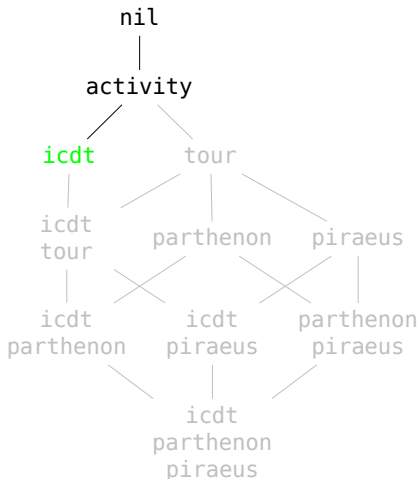 nil
activity
icdt tour
icdt
tour
parthenon piraeus
icdt
parthenon
icdt
piraeus
parthenon
piraeus
icdt
parthenon
piraeus